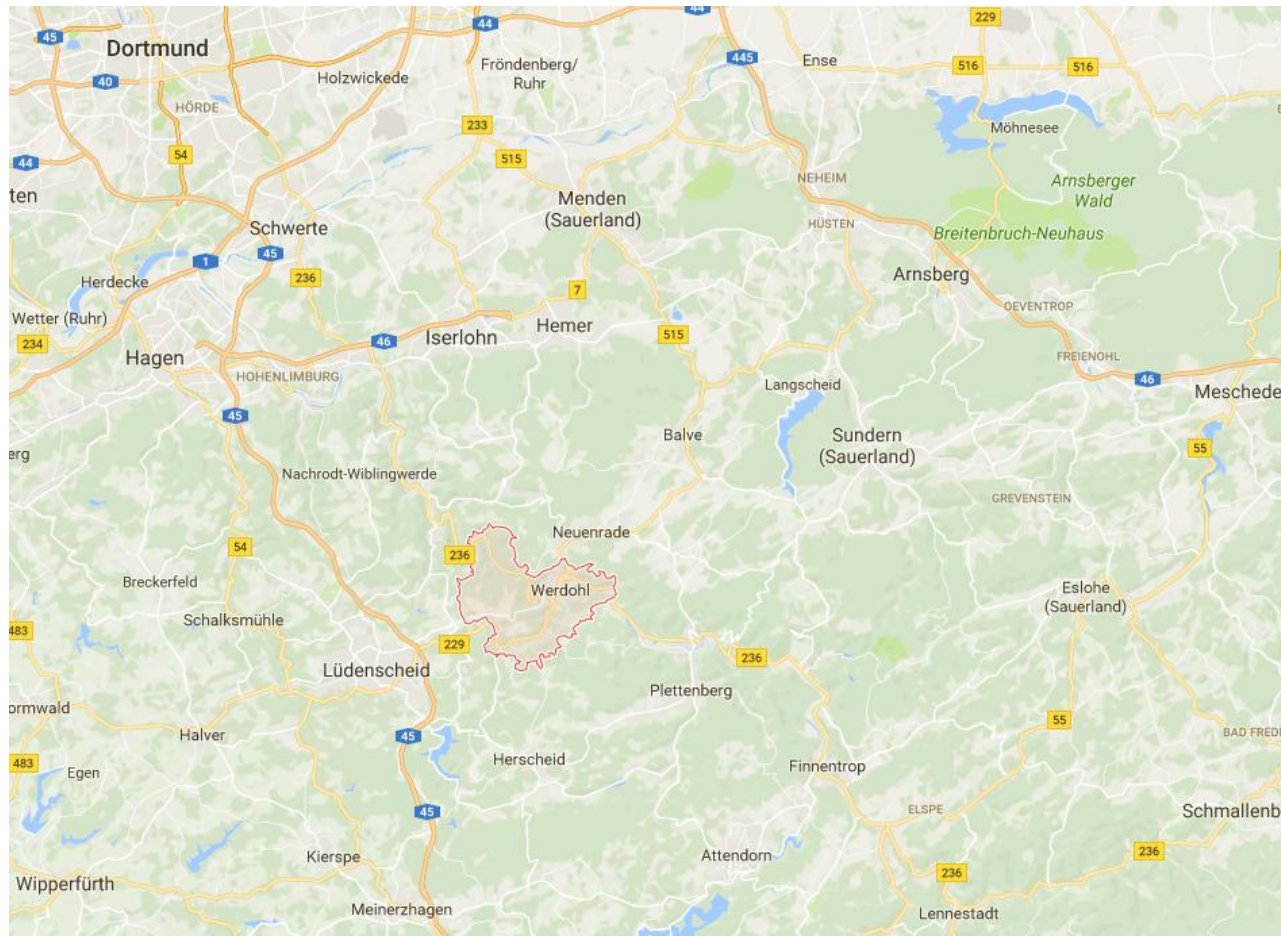 44
45
Dortmund
229
445
Ense
516
516
Fröndenberg/
Ruhr
Holzwickede
40
HÖRDE
233
Möhnesee
54
515
44
NEHEIM
Arnsberger
Wald
ten
Menden
(Sauerland)
Schwerte
HÜSTEN
Breitenbruch-Neuhaus
45
1
236
Arnsberg
Herdecke
7
OEVENTROP
Wetter (Ruhr)
Hemer
515
Iserlohn
46
234
Hagen
FREIENOHL
HOHENLIMBURG
46
Langscheid
Meschede
45
Balve
Sundern
(Sauerland)
55
erg
Nachrodt-Wiblingwerde
GREVENSTEIN
Neuenrade
54
236
Breckerfeld
Werdohl
Eslohe
(Sauerland)
Schalksmühle
483
229
236
Lüdenscheid
Plettenberg
ormwald
55
Halver
45
BAD FREDE
Herscheid
483
Egen
Finnentrop
45
ELSPE
Schmallenb
Kierspe
Attendorn
236
236
Wipperfürth
Meinerzhagen
Lennestadt
44